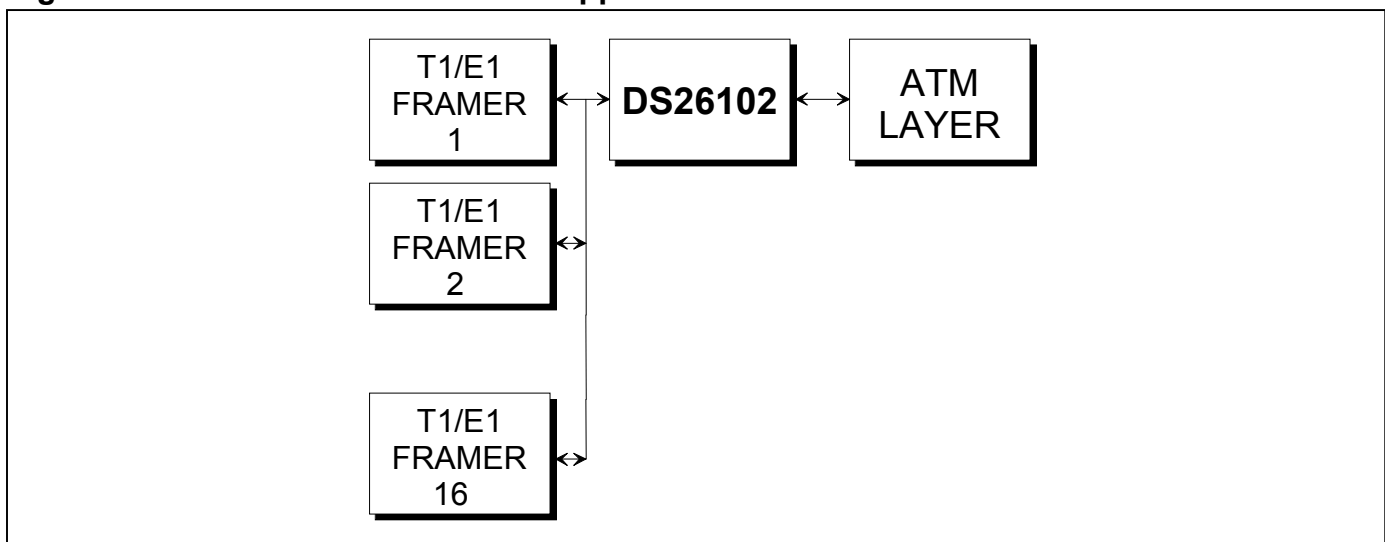 T1/E1
FRAMER
1
DS26102
ATM
LAYER
T1/E1
FRAMER
2
T1/E1
FRAMER
16